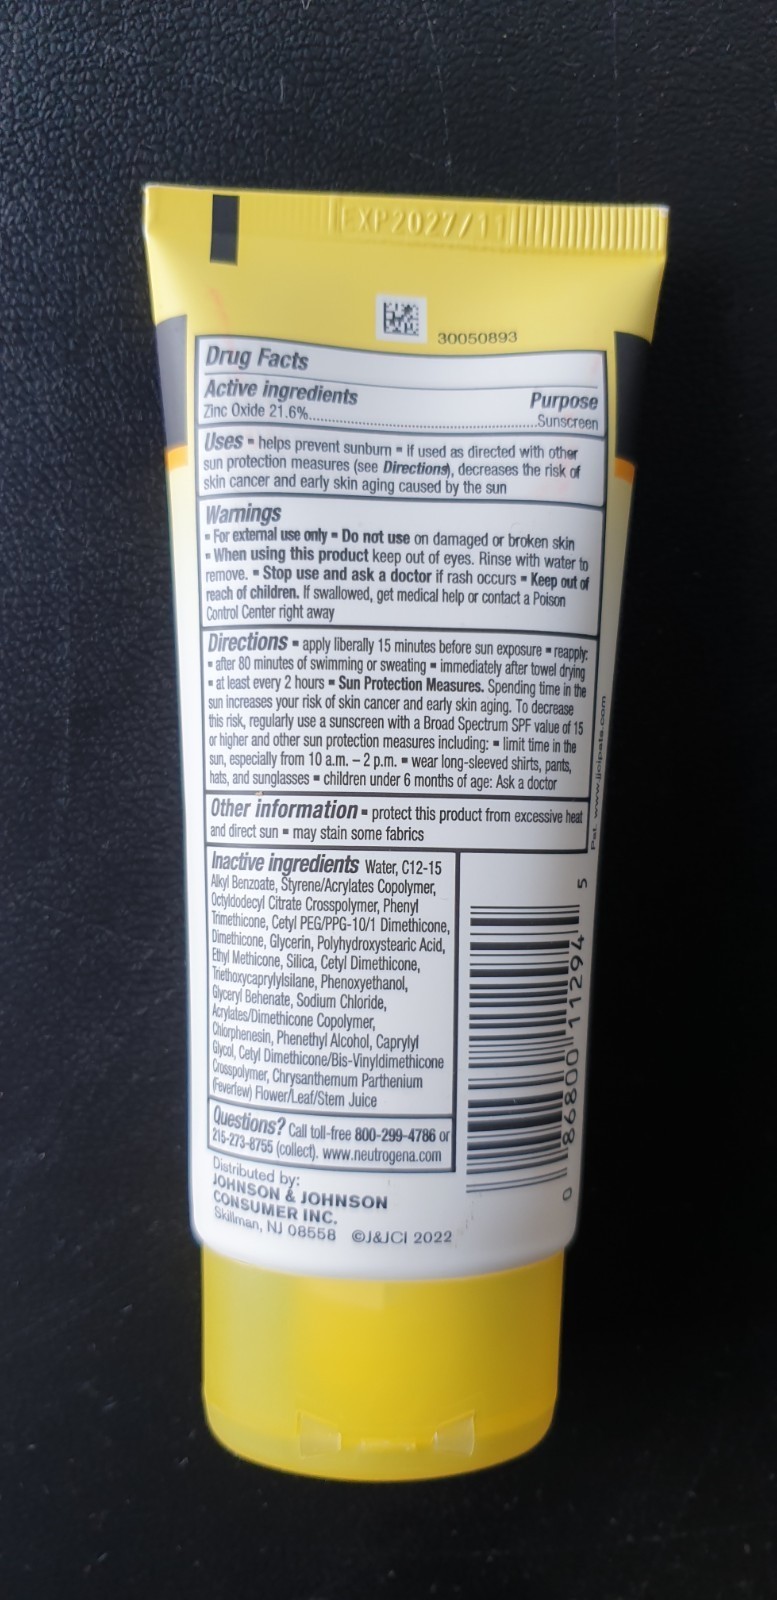 EXP2027/11
30050893
Drug Facts
Active ingredients Purpose
Zinc Oxide 21.6%......Sunscreen
Uses ▪ helps prevent sunburn ▪ If used as directed with other
sun protection measures (see Directions), decreases the risk of
skin cancer and early skin aging caused by the sun
Warnings
▪ For external use only ▪ Do not use on damaged or broken skin
▪ When using this product keep out of eyes. Rinse with water to
remove. ▪ Stop use and ask a doctor if rash occurs ▪ Keep out of
reach of children. If swallowed, get medical help or contact a Poison
Control Center right away
Directions ▪ apply liberally 15 minutes before sun exposure ▪ reapply:
▪ after 80 minutes of swimming or sweating ▪ immediately after towel drying
▪ at least every 2 hours ▪ Sun Protection Measures. Spending time in the
sun increases your risk of skin cancer and early skin aging. To decrease
this risk, regularly use a sunscreen with a Broad Spectrum SPF value of 15
or higher and other sun protection measures including: ▪ limit time in the
sun, especially from 10 a.m. – 2 p.m. ▪ wear long-sleeved shirts, pants,
hats, and sunglasses ▪ children under 6 months of age: Ask a doctor
Other information ▪ protect this product from excessive heat
and direct sun ▪ may stain some fabrics
Inactive ingredients Water, C12-15
Alkyl Benzoate, Styrene/Acrylates Copolymer,
Octyldodecyl Citrate Crosspolymer, Phenyl
Trimethicone, Cetyl PEG/PPG-10/1 Dimethicone,
Dimethicone, Glycerin, Polyhydroxystearic Acid,
Ethyl Methicone, Silica, Cetyl Dimethicone,
Triethoxycaprylylsilane, Phenoxyethanol,
Glyceryl Behenate, Sodium Chloride,
Acrylates/Dimethicone Copolymer,
Chlorphenesin, Phenethyl Alcohol, Caprylyl
Glycol, Cetyl Dimethicone/Bis-Vinyldimethicone
Crosspolymer, Chrysanthemum Parthenium
(Feverfew) Flower/Leaf/Stem Juice
Questions? Call toll-free 800-299-4786 or
215-273-8755 (collect). www.neutrogena.com
Distributed by:
JOHNSON & JOHNSON
CONSUMER INC.
Skillman, NJ 08558 ©J&JCI 2022
Pat. www.jjcipats.com
0 86800 11294 5